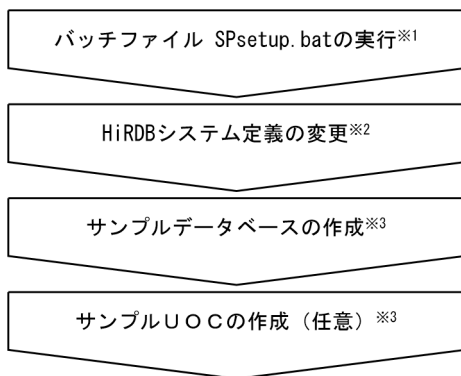 バッチファイル SPsetup.batの実行※1
HiRDBシステム定義の変更※2
サンプルデータベースの作成※3
サンプルUOCの作成（任意）※3